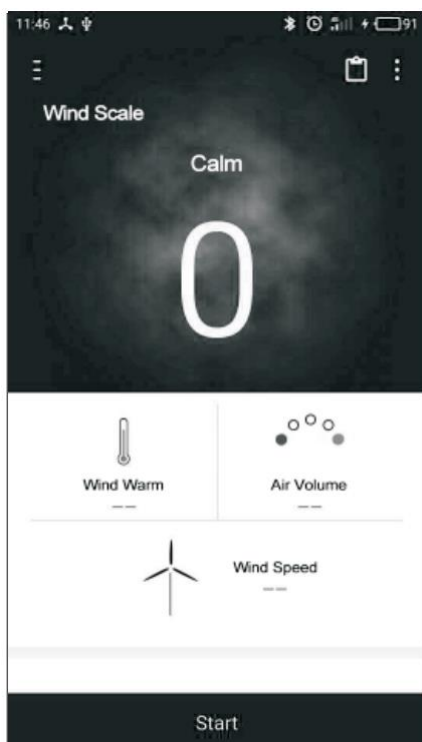 11:46 91
Wind Scale
Calm
0
Wind Warm
Air Volume
-- --
Wind Speed
--
Start